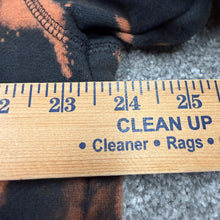 22 23 24 25
CLEAN UP
• Cleaner • Rags •